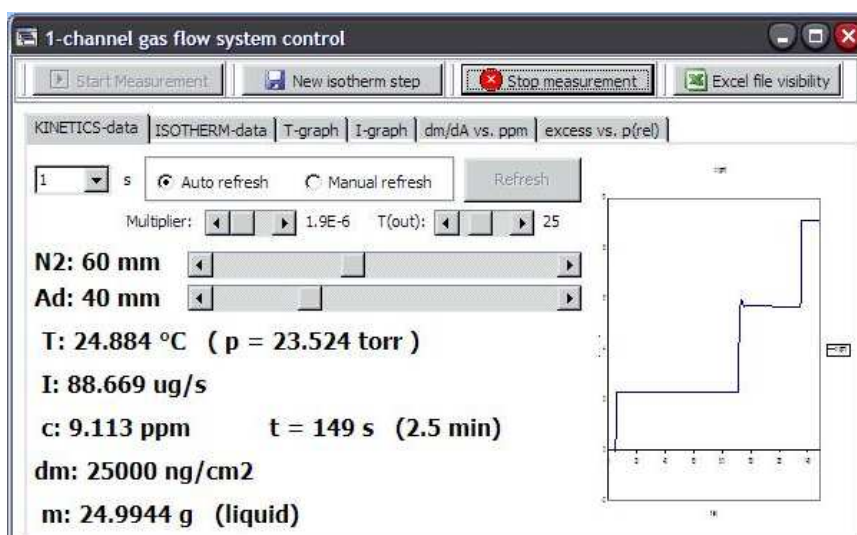 1-channel gas flow system control
Start Measurement New isotherm step Stop measurement Excel file visibility
KINETICS-data ISOTHERM-data T-graph I-graph dm/dA vs. ppm excess vs. p(rel)
1 s Auto refresh Manual refresh Refresh
Multiplier: 1.9E-6 T(out): 25
N2: 60 mm
Ad: 40 mm
T: 24.884 °C ( p = 23.524 torr )
I: 88.669 ug/s
c: 9.113 ppm t = 149 s (2.5 min)
dm: 25000 ng/cm2
m: 24.9944 g (liquid)